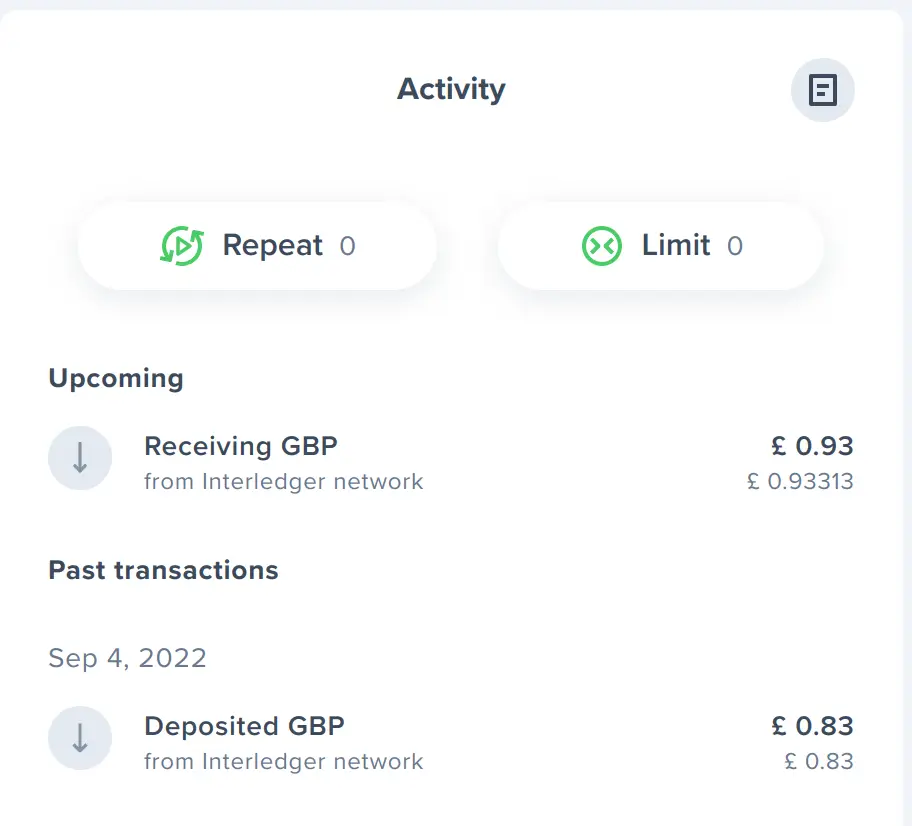 Activity
Repeat 0
Limit 0
Upcoming
Receiving GBP
£ 0.93
from Interledger network
£ 0.93313
Past transactions
Sep 4, 2022
Deposited GBP
£ 0.83
from Interledger network
£ 0.83